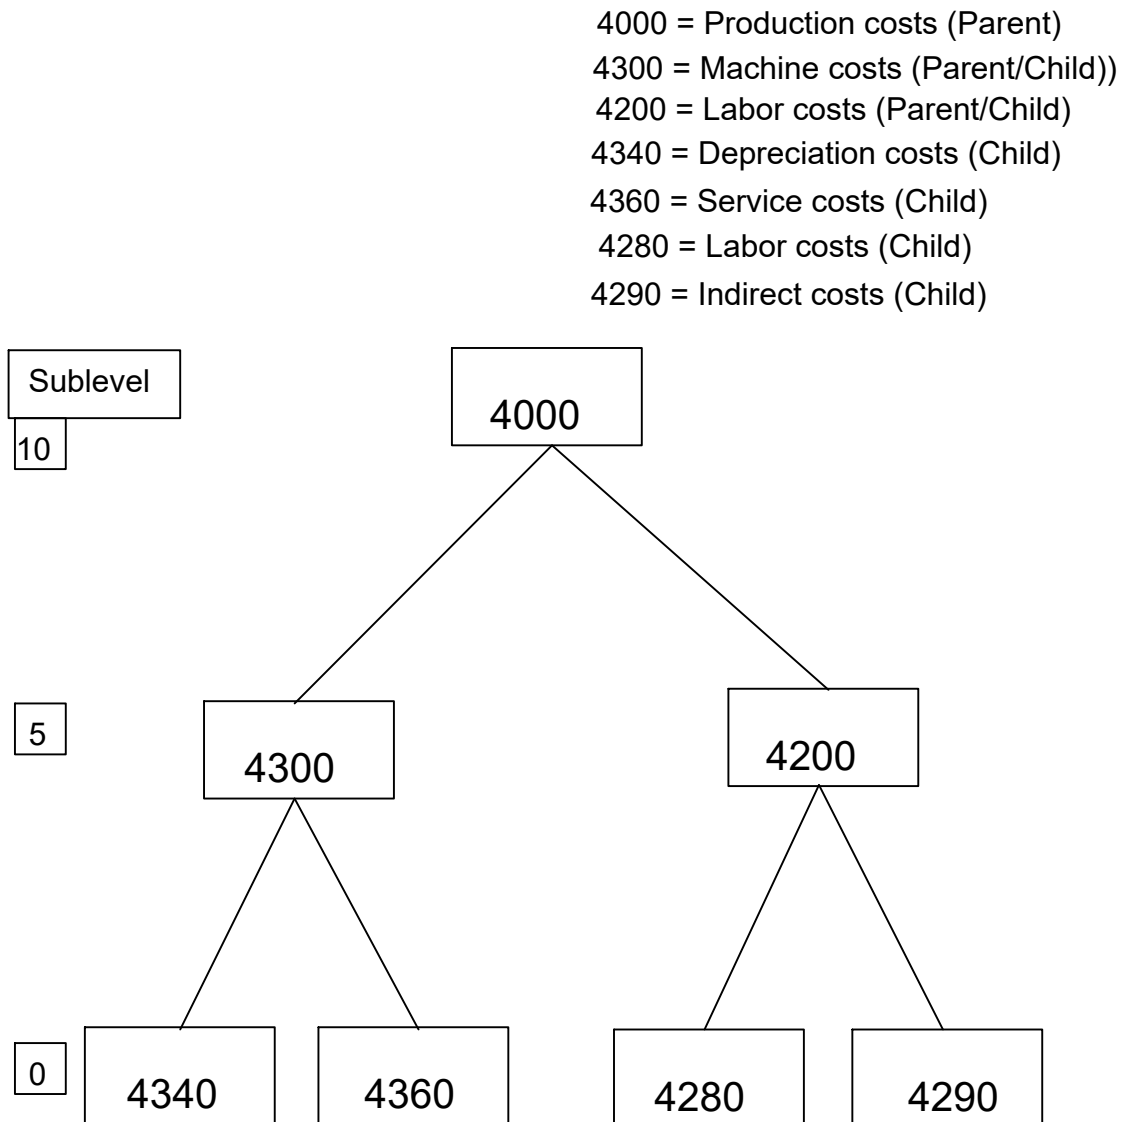 4000 = Production costs (Parent)
4300 = Machine costs (Parent/Child))
4200 = Labor costs (Parent/Child)
4340 = Depreciation costs (Child)
4360 = Service costs (Child)
4280 = Labor costs (Child)
4290 = Indirect costs (Child)
Sublevel
4000
10
5
4300
4200
0
4340
4360
4280
4290